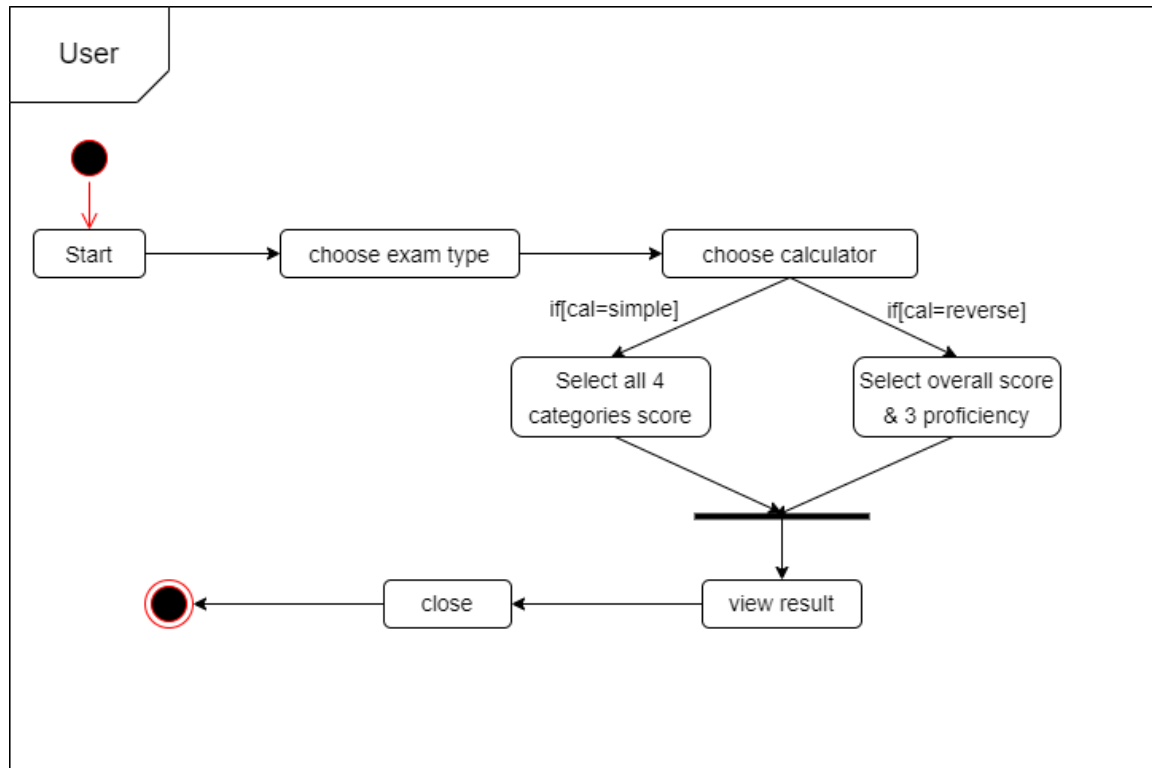 User
Start
choose exam type
choose calculator
if[cal=simple]
if[cal=reverse]
Select all 4
categories score
Select overall score
& 3 proficiency
view result
close